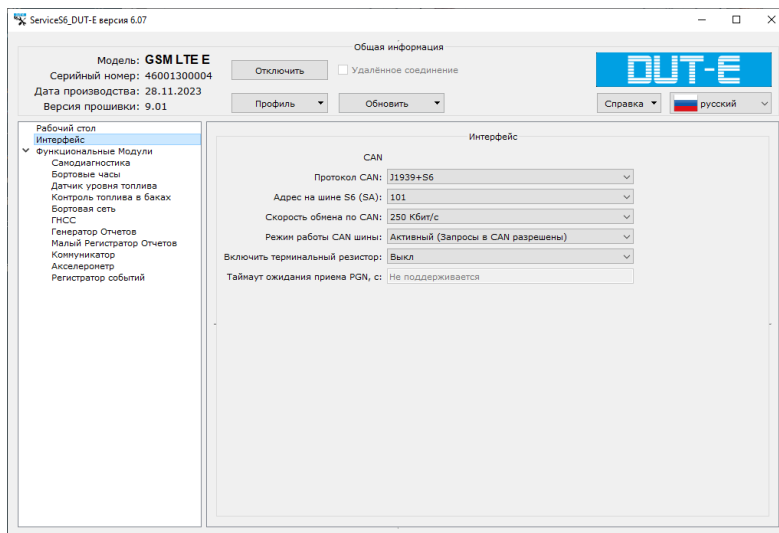 ServiceS6_DUT-E версия 6.07
Общая информация
Модель: GSM LTE E
Серийный номер: 46001300004
Дата производства: 28.11.2023
Версия прошивки: 9.01
Отключить
Удалённое соединение
Профиль
Обновить
DUT-E
Справка
русский
Рабочий стол
Интерфейс
Функциональные Модули
Самодиагностика
Бортовые часы
Датчик уровня топлива
Контроль топлива в баках
Бортовая сеть
ГНСС
Генератор Отчетов
Малый Регистратор Отчетов
Коммуникатор
Акселерометр
Регистратор событий
Интерфейс
CAN
Протокол CAN: J1939+S6
Адрес на шине S6 (SA): 101
Скорость обмена по CAN: 250 Кбит/с
Режим работы CAN шины: Активный (Запросы в CAN разрешены)
Включить терминальный резистор: Выкл
Таймаут ожидания приема PGN, с: Не поддерживается